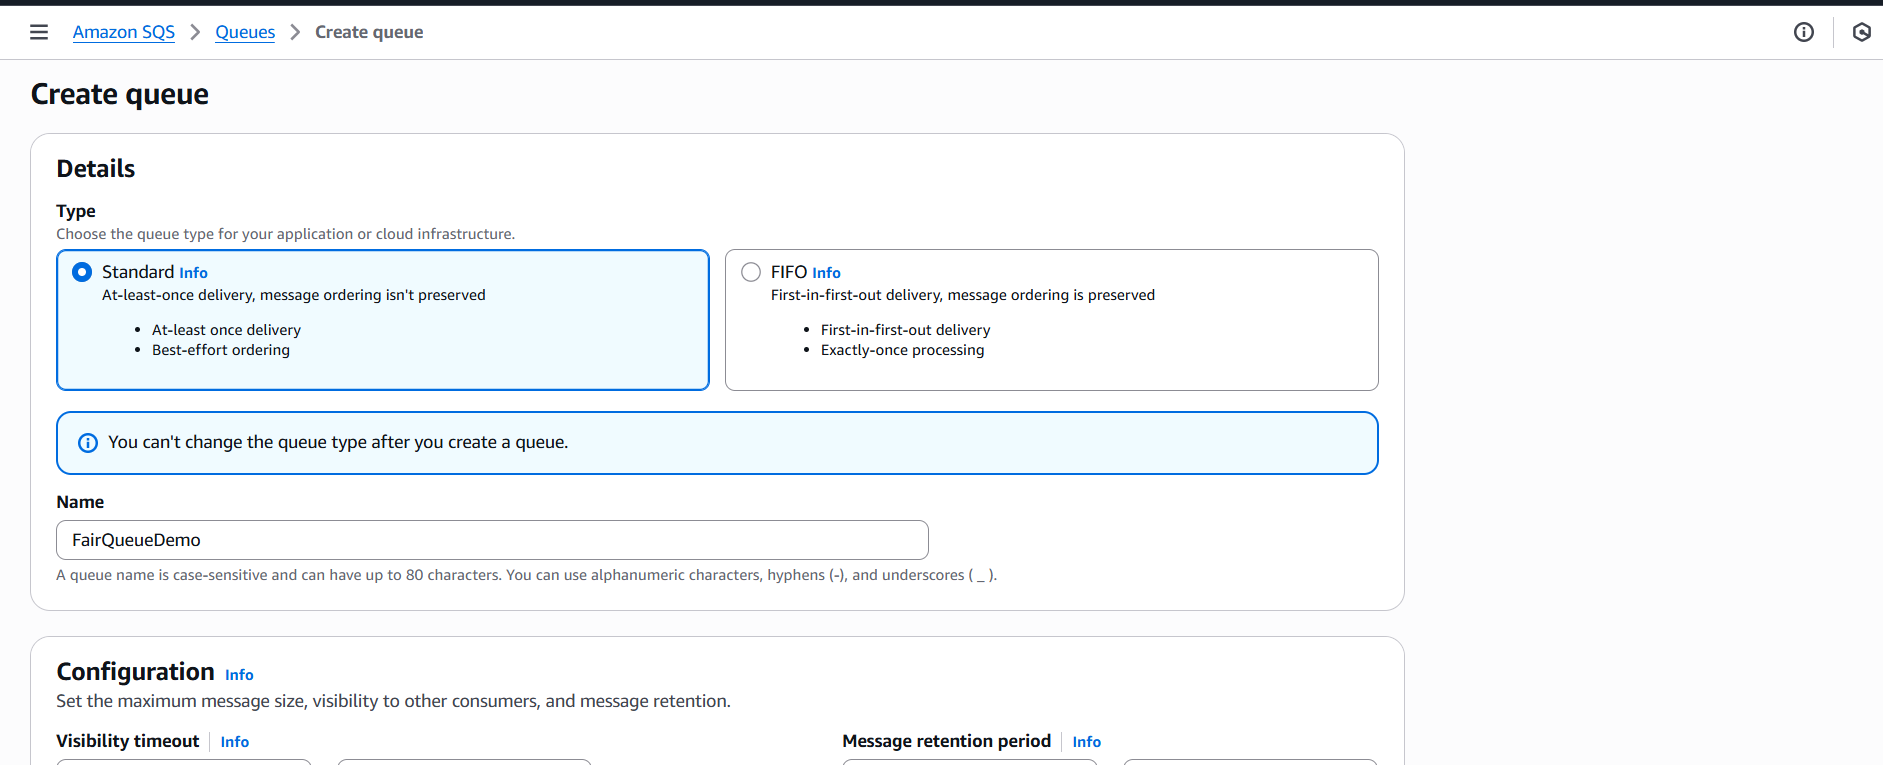 Amazon SQS > Queues > Create queue
Create queue
Details
Type
Choose the queue type for your application or cloud infrastructure.
Standard Info
At-least-once delivery, message ordering isn't preserved
• At-least once delivery
• Best-effort ordering
FIFO Info
First-in-first-out delivery, message ordering is preserved
• First-in-first-out delivery
• Exactly-once processing
You can't change the queue type after you create a queue.
Name
FairQueueDemo
A queue name is case-sensitive and can have up to 80 characters. You can use alphanumeric characters, hyphens (-), and underscores ( _ ).
Configuration Info
Set the maximum message size, visibility to other consumers, and message retention.
Visibility timeout Info
Message retention period Info